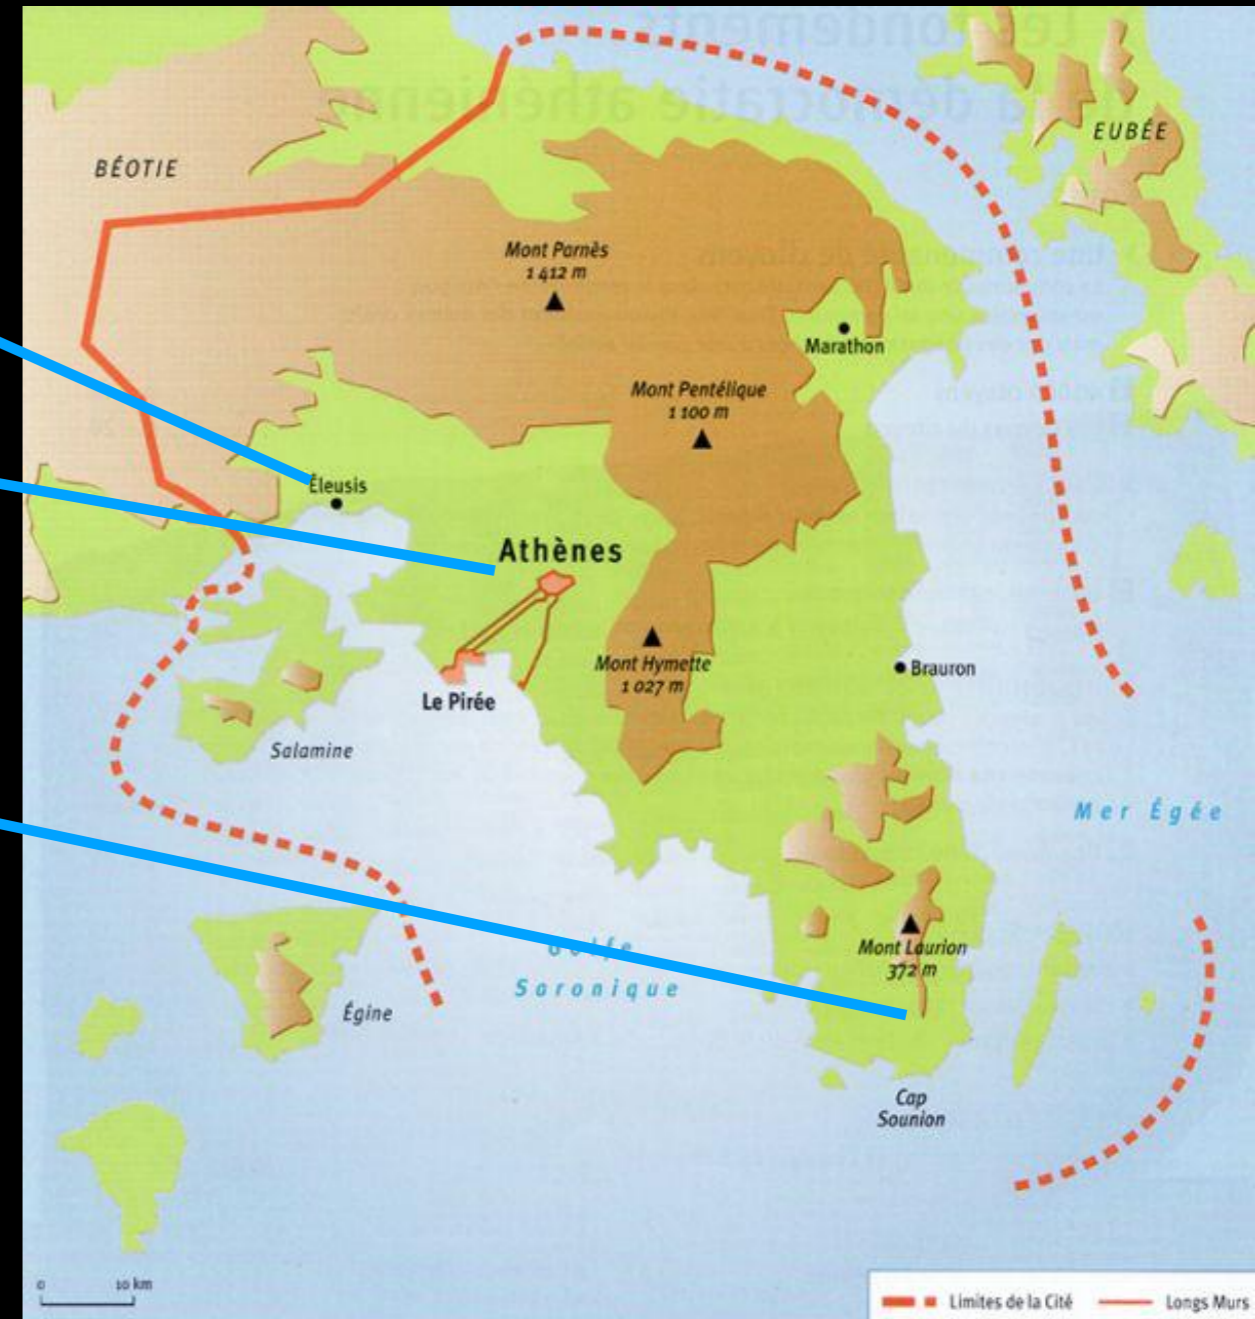 BÉOTIE
EUBÉE
Mont Parnès
1 412 m
Marathon
Mont Pentélique
1 100 m
Éleusis
Athènes
Mont Hymette
1 027 m
Brauron
Le Pirée
Salamine
Mer Égée
Mont Laurion
372 m
Golfe
Saronique
Égine
Cap
Sounion
0 10 km
Limites de la Cité Longs Murs